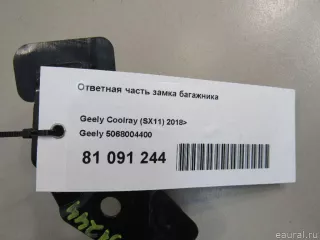 Ответная часть замка багажника
Geely Coolray (SX11) 2018>
Geely 5068004400
81 091 244
eaural.ru